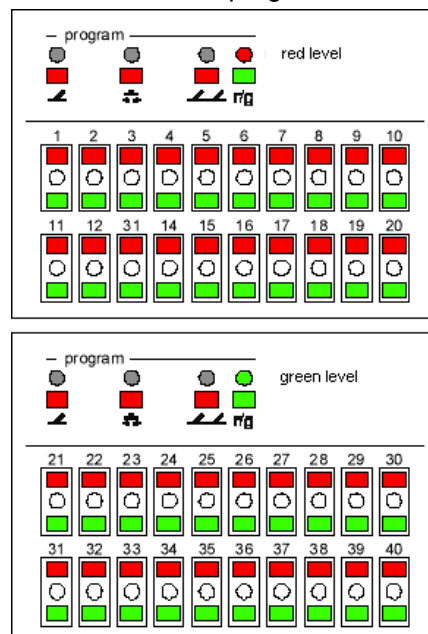 program
red level
r/g
1 2 3 4 5 6 7 8 9 10
11 12 31 14 15 16 17 18 19 20
program
green level
r/g
21 22 23 24 25 26 27 28 29 30
31 32 33 34 35 36 37 38 39 40